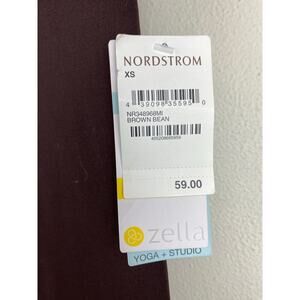 NORDSTROM
XS
4 39098 35595 0
NR348968MI
BROWN BEAN
59.00
zella
YOGA + STUDIO